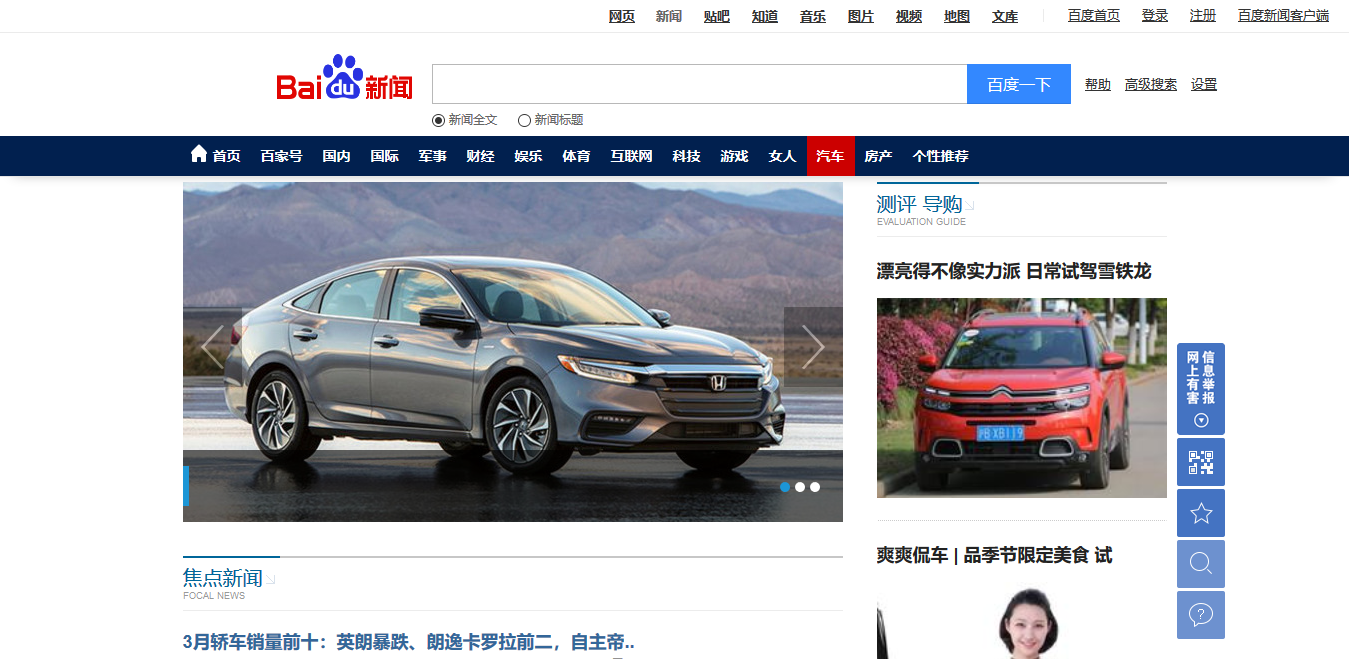 网页 新闻 贴吧 知道 音乐 图片 视频 地图 文库 百度首页 登录 注册 百度新闻客户端
Bai du 新闻
百度一下 帮助 高级搜索 设置
新闻全文 新闻标题
首页 百家号 国内 国际 军事 财经 娱乐 体育 互联网 科技 游戏 女人 汽车 房产 个性推荐
测评 导购
EVALUATION GUIDE
漂亮得不像实力派 日常试驾雪铁龙
沪B·XB119
网上有害
信息举报
爽爽侃车 | 品季节限定美食 试
焦点新闻
FOCAL NEWS
3月轿车销量前十：英朗暴跌、朗逸卡罗拉前二，自主帝..